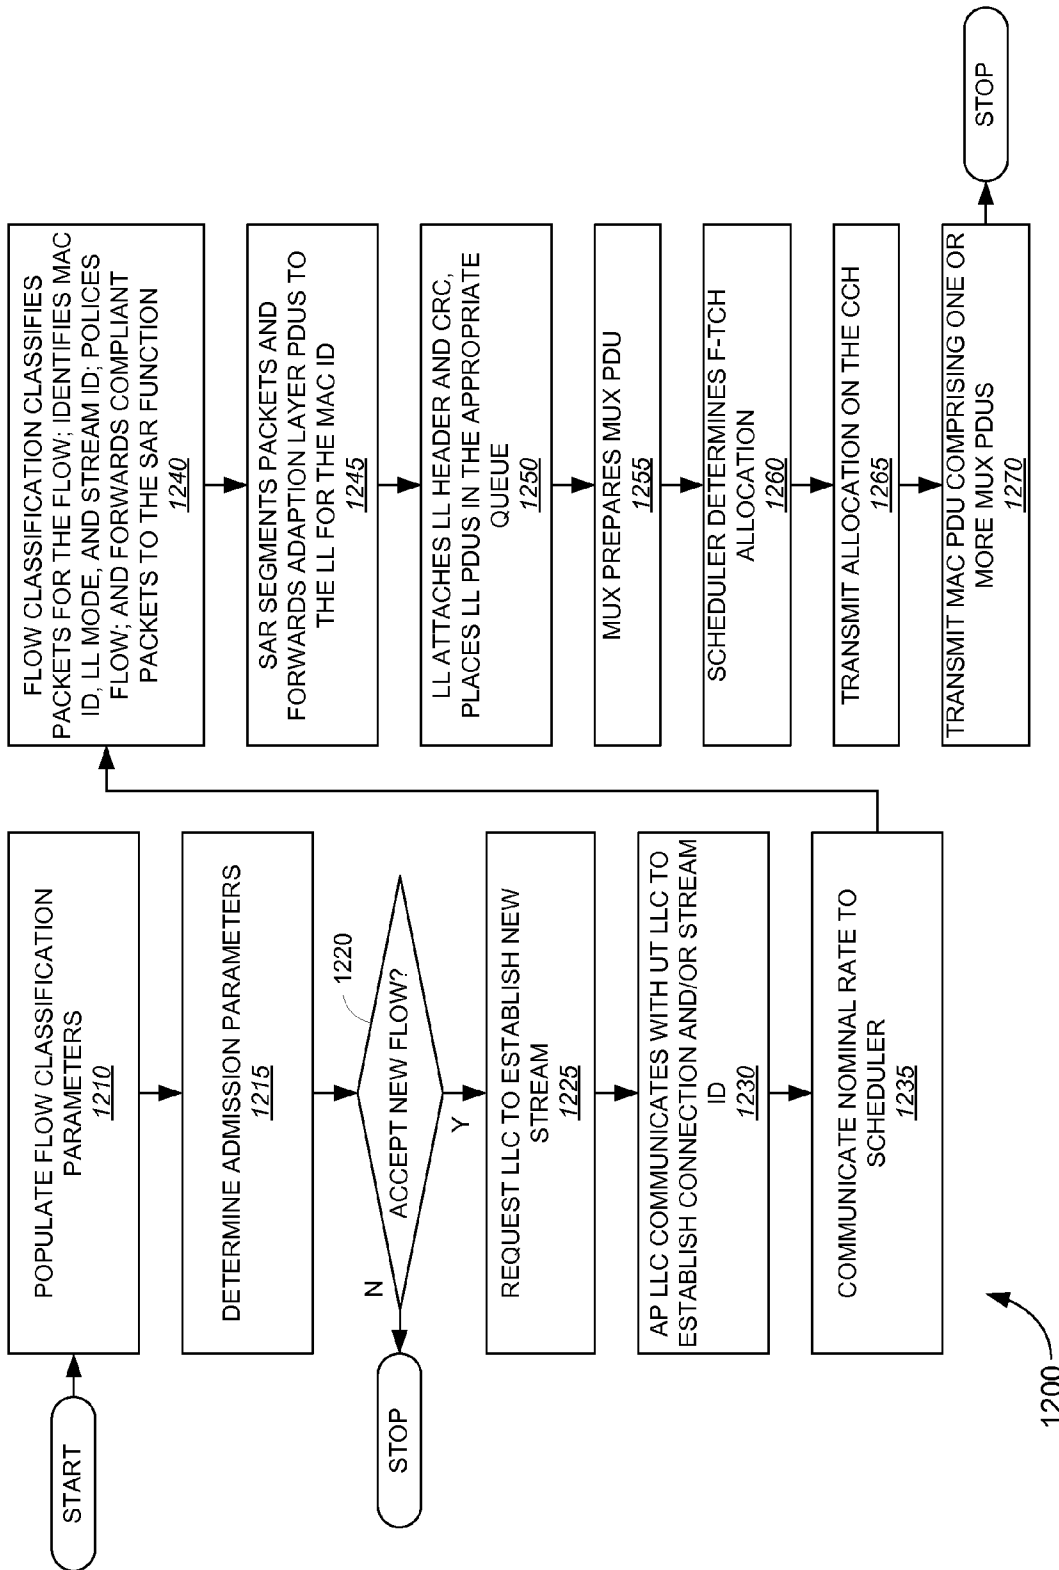 START
POPULATE FLOW CLASSIFICATION
PARAMETERS
1210
DETERMINE ADMISSION PARAMETERS
1215
ACCEPT NEW FLOW?
1220
N
STOP
Y
REQUEST LLC TO ESTABLISH NEW
STREAM
1225
AP LLC COMMUNICATES WITH UT LLC TO
ESTABLISH CONNECTION AND/OR STREAM
ID
1230
COMMUNICATE NOMINAL RATE TO
SCHEDULER
1235
FLOW CLASSIFICATION CLASSIFIES
PACKETS FOR THE FLOW; IDENTIFIES MAC
ID, LL MODE, AND STREAM ID; POLICES
FLOW; AND FORWARDS COMPLIANT
PACKETS TO THE SAR FUNCTION
1240
SAR SEGMENTS PACKETS AND
FORWARDS ADAPTION LAYER PDUS TO
THE LL FOR THE MAC ID
1245
LL ATTACHES LL HEADER AND CRC,
PLACES LL PDUS IN THE APPROPRIATE
QUEUE
1250
MUX PREPARES MUX PDU
1255
SCHEDULER DETERMINES F-TCH
ALLOCATION
1260
TRANSMIT ALLOCATION ON THE CCH
1265
TRANSMIT MAC PDU COMPRISING ONE OR
MORE MUX PDUS
1270
STOP
1200